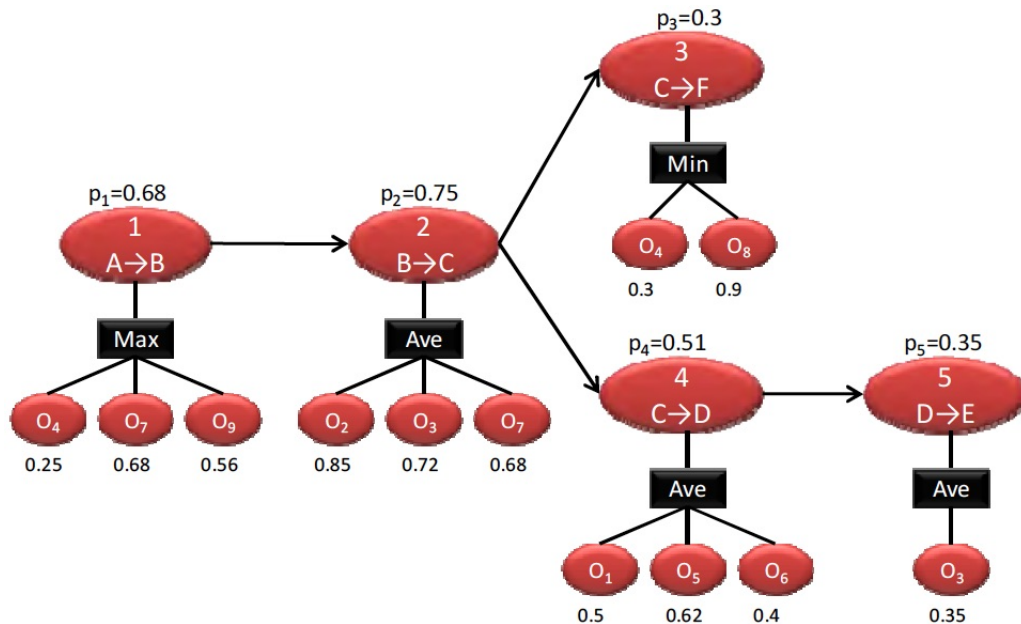 p₃=0.3
3
C→F
Min
O₄ O₈
0.3 0.9
p₁=0.68
1
A→B
Max
O₄ O₇ O₉
0.25 0.68 0.56
p₂=0.75
2
B→C
Ave
O₂ O₃ O₇
0.85 0.72 0.68
p₄=0.51
4
C→D
Ave
O₁ O₅ O₆
0.5 0.62 0.4
p₅=0.35
5
D→E
Ave
O₃
0.35